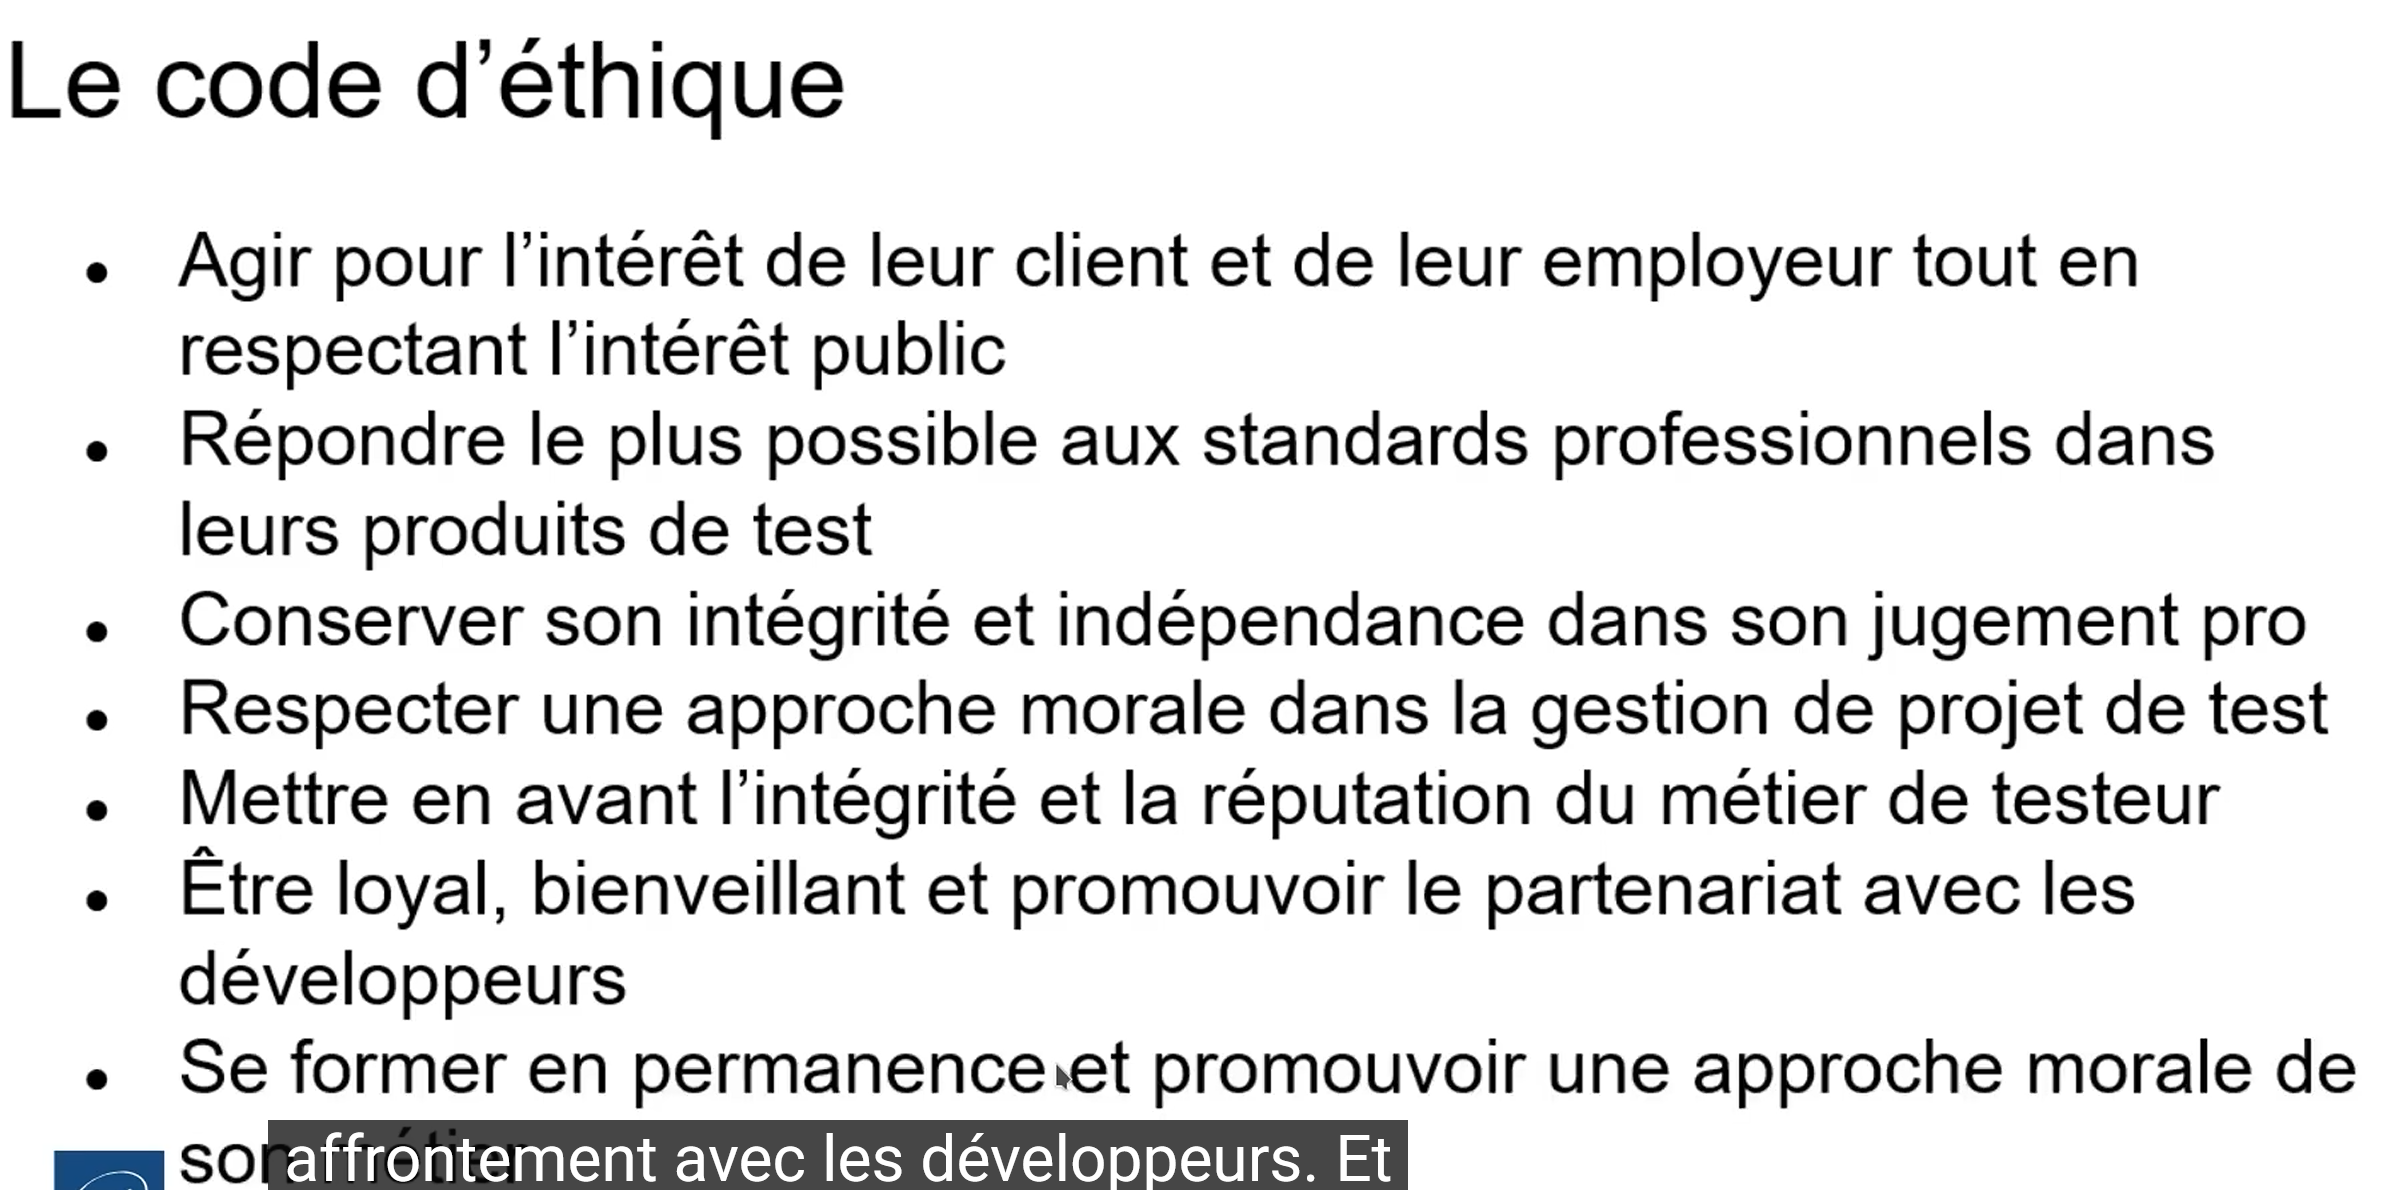 Le code d’éthique
• Agir pour l’intérêt de leur client et de leur employeur tout en
respectant l’intérêt public
• Répondre le plus possible aux standards professionnels dans
leurs produits de test
• Conserver son intégrité et indépendance dans son jugement pro
• Respecter une approche morale dans la gestion de projet de test
• Mettre en avant l’intégrité et la réputation du métier de testeur
• Être loyal, bienveillant et promouvoir le partenariat avec les
développeurs
• Se former en permanence et promouvoir une approche morale de
son métier
affrontement avec les développeurs. Et